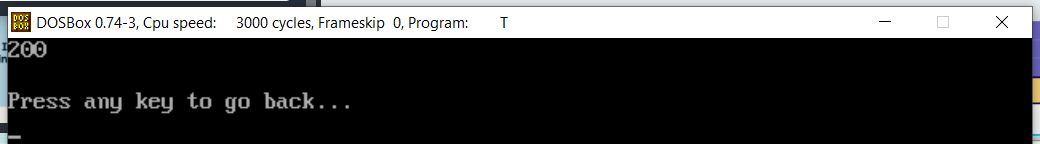 DOSBox 0.74-3, Cpu speed: 3000 cycles, Frameskip 0, Program: T
200
Press any key to go back...